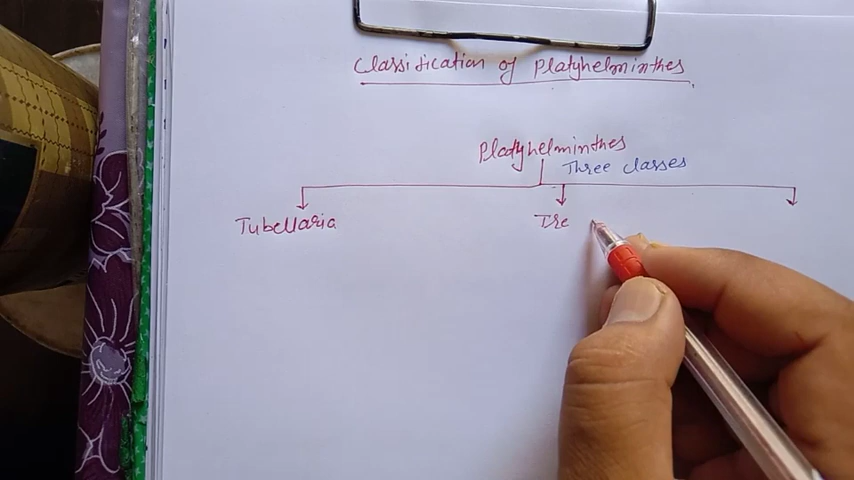 Classification of Platyhelminthes
Platyhelminthes
Three classes
Tubellaria
Tre